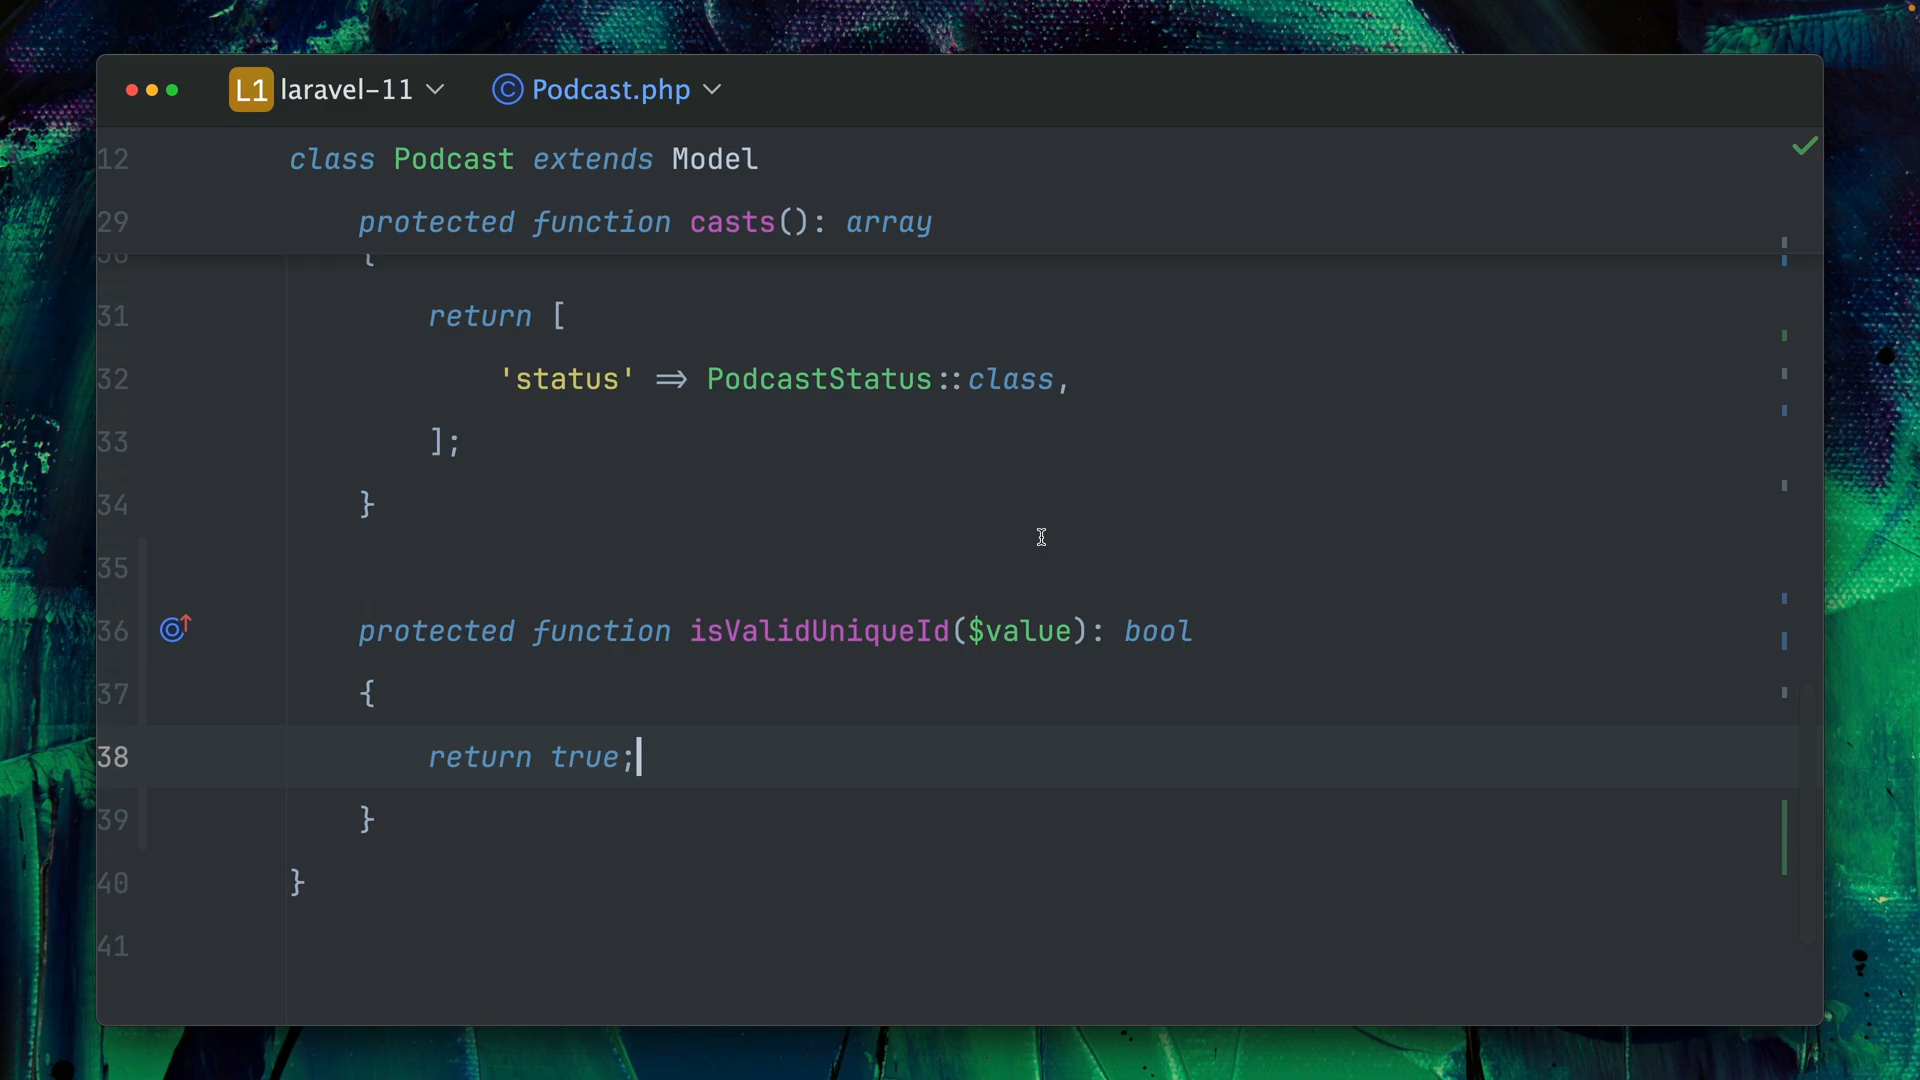 L1 laravel-11 Podcast.php
12 class Podcast extends Model
29 protected function casts(): array
30 {
31 return [
32 'status' => PodcastStatus::class,
33 ];
34 }
35
36 protected function isValidUniqueId($value): bool
37 {
38 return true;
39 }
40 }
41